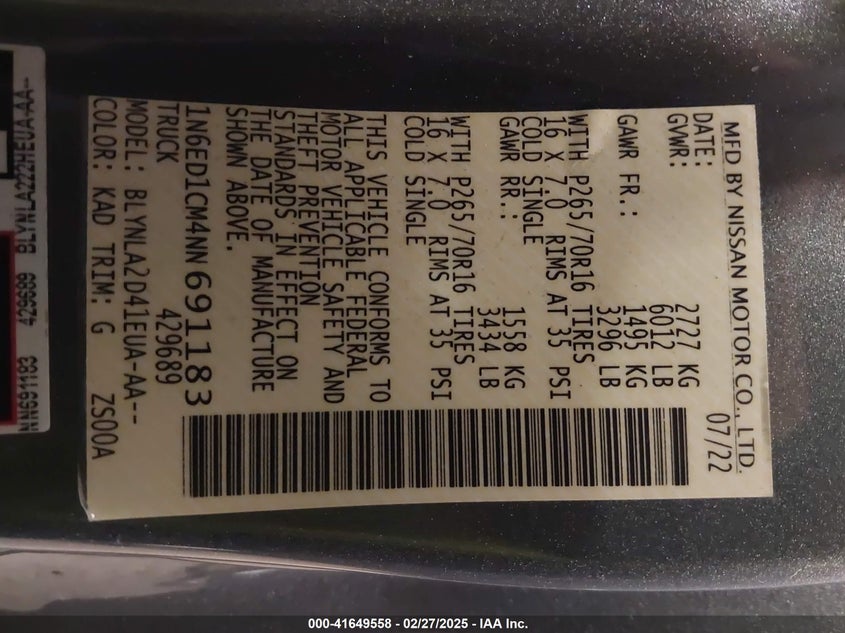 MFD BY NISSAN MOTOR CO., LTD.
DATE: 07/22
GVWR: 2727 KG
6012 LB
GAWR FR.: 1495 KG
3296 LB
WITH P265/70R16 TIRES
16 X 7.0 RIMS AT 35 PSI
COLD SINGLE
GAWR RR.: 1558 KG
3434 LB
WITH P265/70R16 TIRES
16 X 7.0 RIMS AT 35 PSI
COLD SINGLE
THIS VEHICLE CONFORMS TO
ALL APPLICABLE FEDERAL
MOTOR VEHICLE SAFETY AND
THEFT PREVENTION
STANDARDS IN EFFECT ON
THE DATE OF MANUFACTURE
SHOWN ABOVE.
1N6ED1CM4NN691183
TRUCK 429689
MODEL: BLYNLA2D41EUA-AA--
COLOR: KAD TRIM: G ZS00A
NN691183 429689
000-41649558 - 02/27/2025 - IAA Inc.